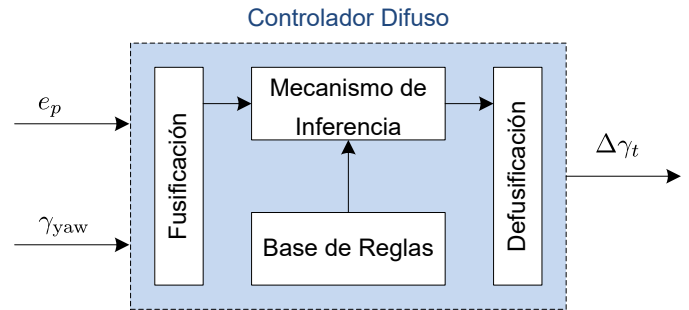 Controlador Difuso
e_p
γ_yaw
Fusificación
Mecanismo de
Inferencia
Base de Reglas
Defusificación
Δγ_t